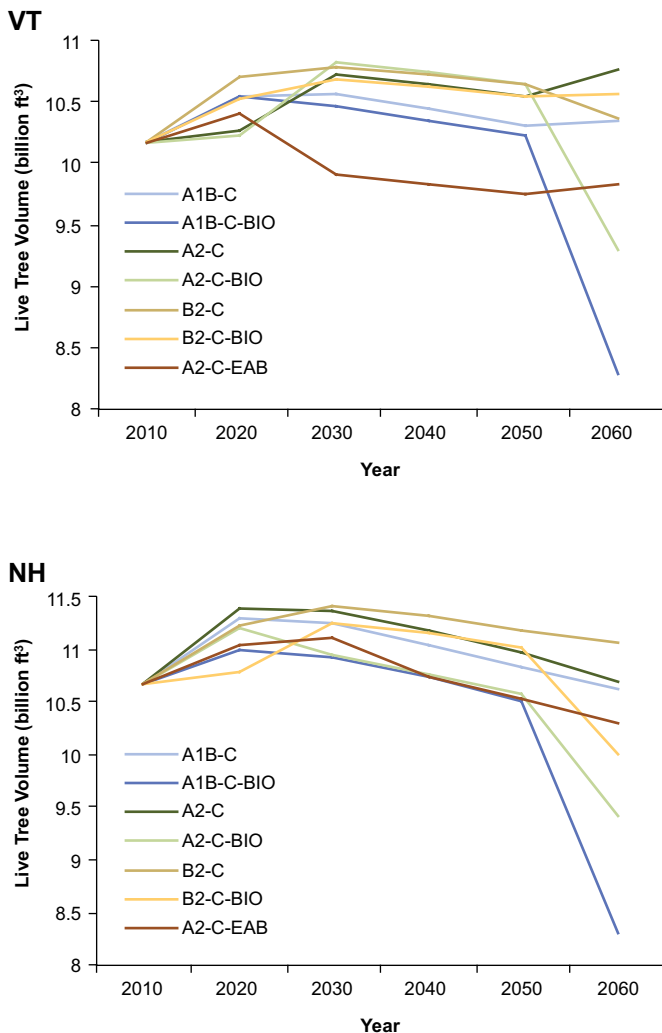 VT
Live Tree Volume (billion ft³)
11
10.5
10
9.5
9
8.5
8
A1B-C
A1B-C-BIO
A2-C
A2-C-BIO
B2-C
B2-C-BIO
A2-C-EAB
2010 2020 2030 2040 2050 2060
Year
NH
Live Tree Volume (billion ft³)
11.5
11
10.5
10
9.5
9
8.5
8
A1B-C
A1B-C-BIO
A2-C
A2-C-BIO
B2-C
B2-C-BIO
A2-C-EAB
2010 2020 2030 2040 2050 2060
Year